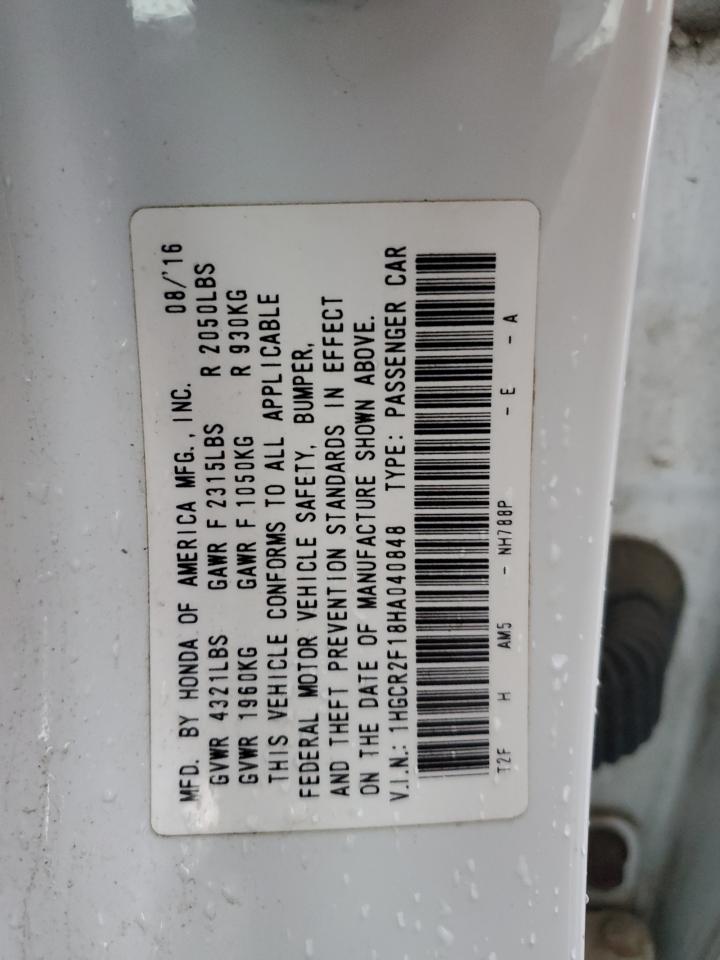 MFD. BY HONDA OF AMERICA MFG., INC. 08/'16
GVWR 4321LBS GAWR F 2315LBS R 2050LBS
GVWR 1960KG GAWR F 1050KG R 930KG
THIS VEHICLE CONFORMS TO ALL APPLICABLE
FEDERAL MOTOR VEHICLE SAFETY, BUMPER,
AND THEFT PREVENTION STANDARDS IN EFFECT
ON THE DATE OF MANUFACTURE SHOWN ABOVE.
V.I.N.: 1HGCR2F18HA040848 TYPE: PASSENGER CAR
T2F H AM5 - NH788P - E - A